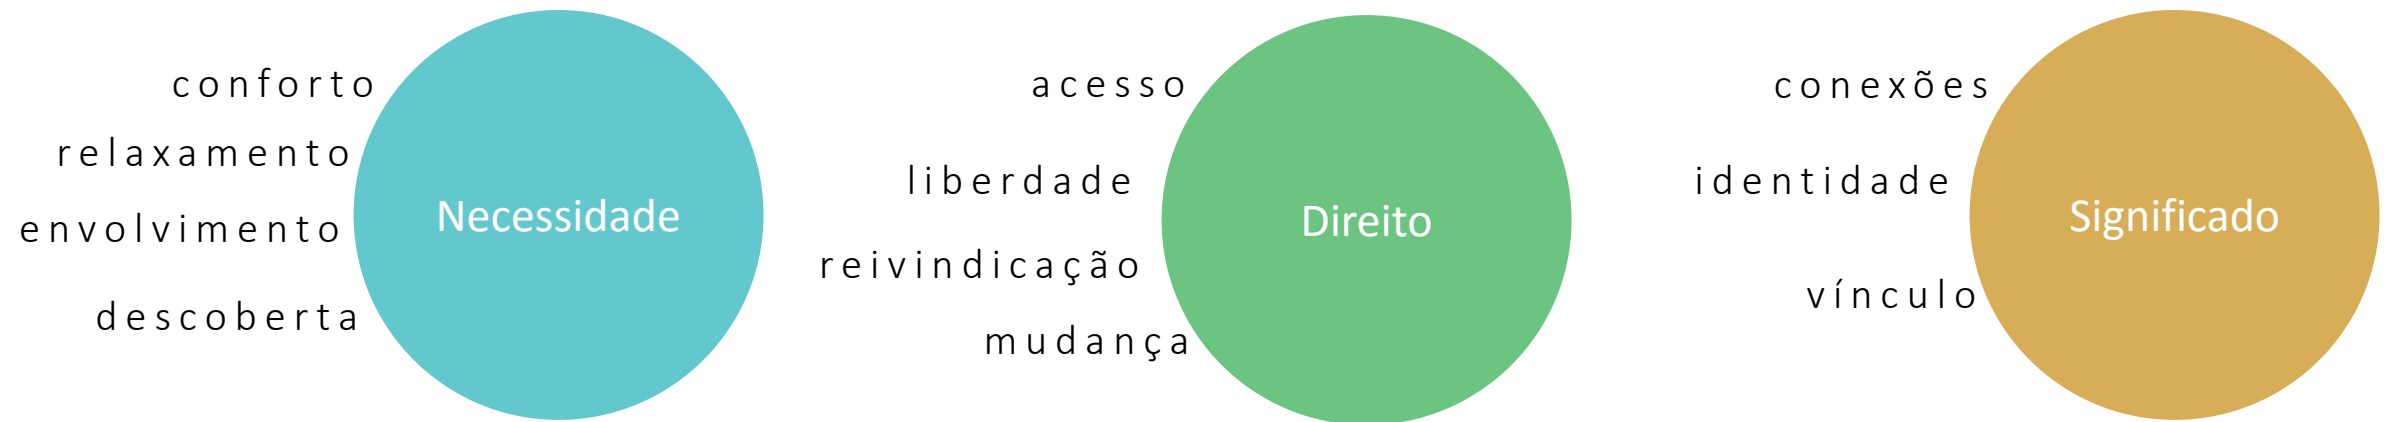 conforto
relaxamento
envolvimento
descoberta
Necessidade
acesso
liberdade
reivindicação
mudança
Direito
conexões
identidade
vínculo
Significado